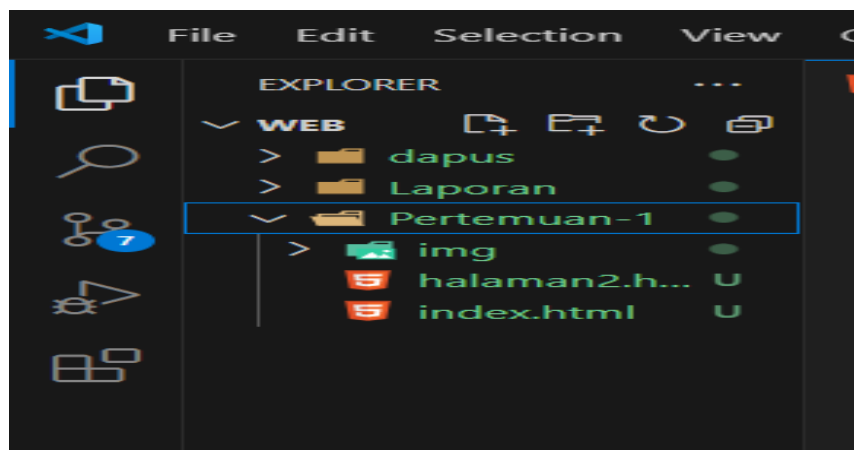 File Edit Selection View
EXPLORER ...
WEB
dapus
Laporan
Pertemuan-1
img
halaman2.h... U
7
index.html U